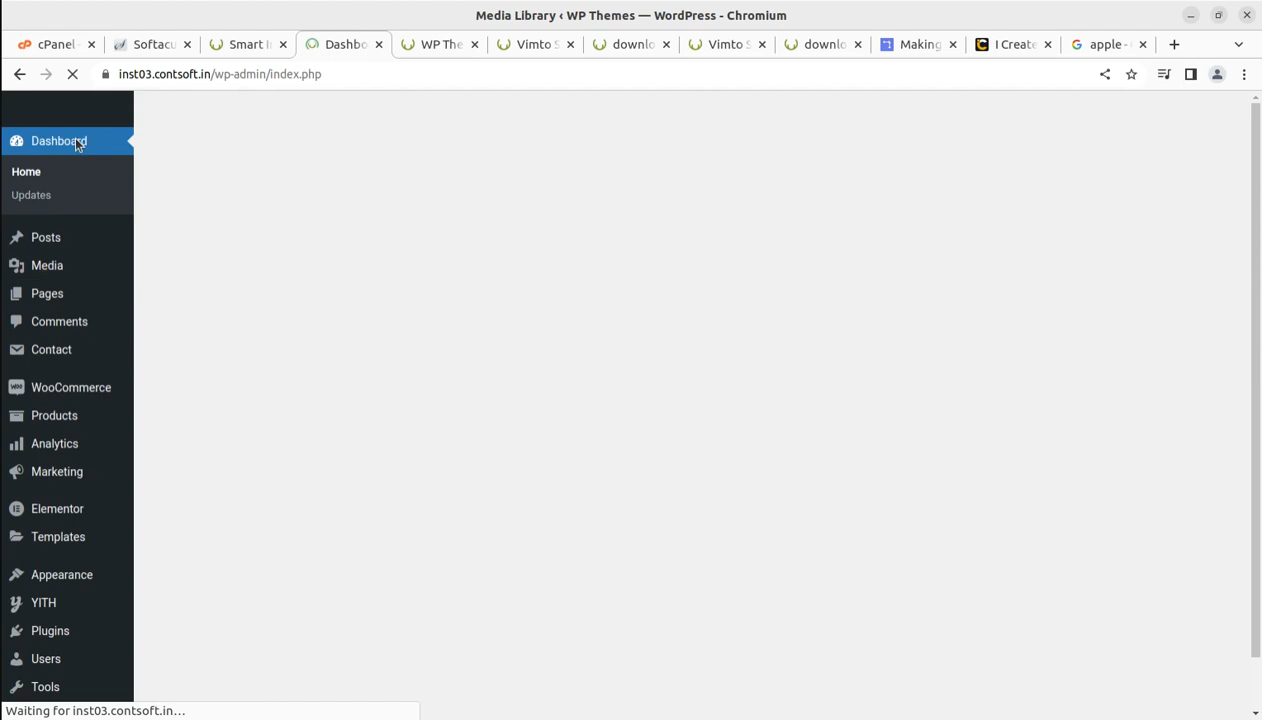 Media Library ‹ WP Themes — WordPress - Chromium
cPanel
Softacu
Smart I
Dashbo
WP The
Vimto S
downlo
Vimto S
downlo
Making
I Create
apple -
inst03.contsoft.in/wp-admin/index.php
Dashboard
Home
Updates
Posts
Media
Pages
Comments
Contact
WooCommerce
Products
Analytics
Marketing
Elementor
Templates
Appearance
YITH
Plugins
Users
Tools
Waiting for inst03.contsoft.in...